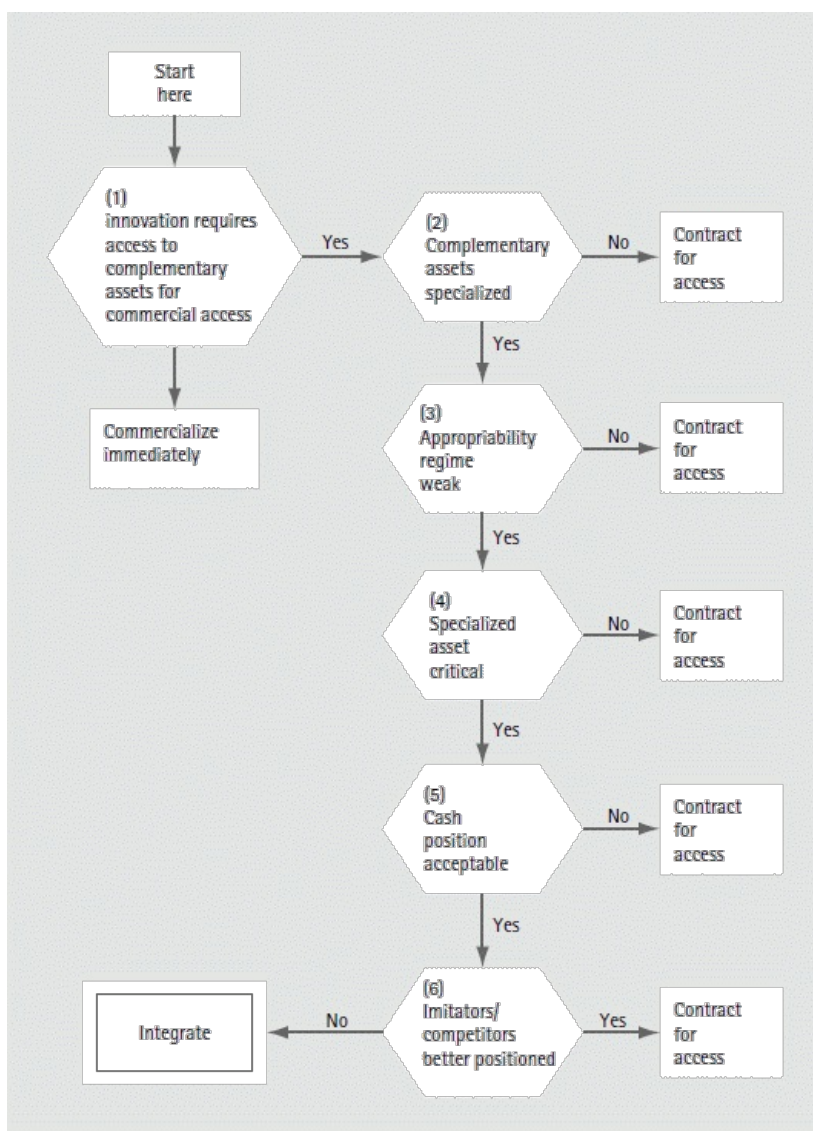 Start
here
(1)
innovation requires
access to
complementary
assets for
commercial access
Yes
(2)
Complementary
assets
specialized
No
Contract
for
access
Yes
Commercialize
immediately
(3)
Appropriability
regime
weak
No
Contract
for
access
Yes
(4)
Specialized
asset
critical
No
Contract
for
access
Yes
(5)
Cash
position
acceptable
No
Contract
for
access
Yes
Integrate
No
(6)
Imitators/
competitors
better positioned
Yes
Contract
for
access